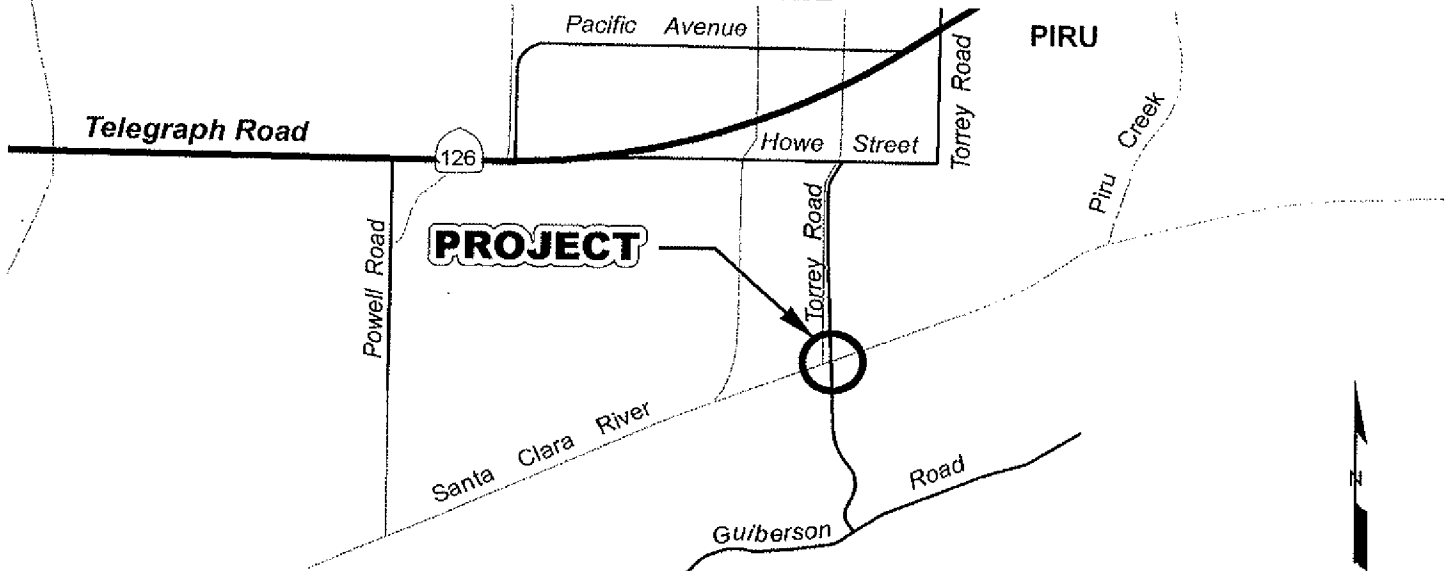 Pacific Avenue
PIRU
Torrey Road
Telegraph Road
126
Howe Street
Piru Creek
Powell Road
PROJECT
Torrey Road
Santa Clara River
Guiberson Road
N